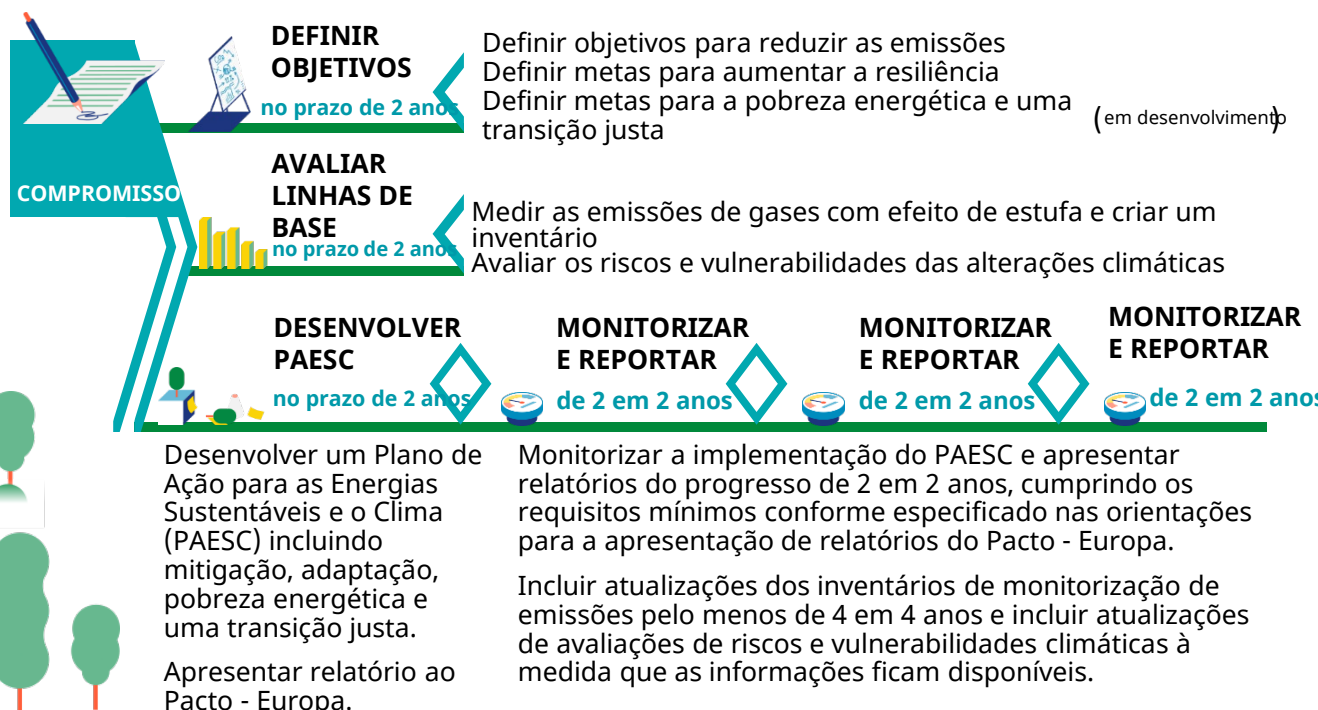 COMPROMISSO
DEFINIR
OBJETIVOS
no prazo de 2 anos
Definir objetivos para reduzir as emissões
Definir metas para aumentar a resiliência
Definir metas para a pobreza energética e uma
transição justa
(em desenvolvimento)
AVALIAR
LINHAS DE
BASE
no prazo de 2 anos
Medir as emissões de gases com efeito de estufa e criar um
inventário
Avaliar os riscos e vulnerabilidades das alterações climáticas
DESENVOLVER
PAESC
no prazo de 2 anos
MONITORIZAR
E REPORTAR
de 2 em 2 anos
MONITORIZAR
E REPORTAR
de 2 em 2 anos
MONITORIZAR
E REPORTAR
de 2 em 2 anos
Desenvolver um Plano de
Ação para as Energias
Sustentáveis e o Clima
(PAESC) incluindo
mitigação, adaptação,
pobreza energética e
uma transição justa.
Apresentar relatório ao
Pacto - Europa.
Monitorizar a implementação do PAESC e apresentar
relatórios do progresso de 2 em 2 anos, cumprindo os
requisitos mínimos conforme especificado nas orientações
para a apresentação de relatórios do Pacto - Europa.
Incluir atualizações dos inventários de monitorização de
emissões pelo menos de 4 em 4 anos e incluir atualizações
de avaliações de riscos e vulnerabilidades climáticas à
medida que as informações ficam disponíveis.